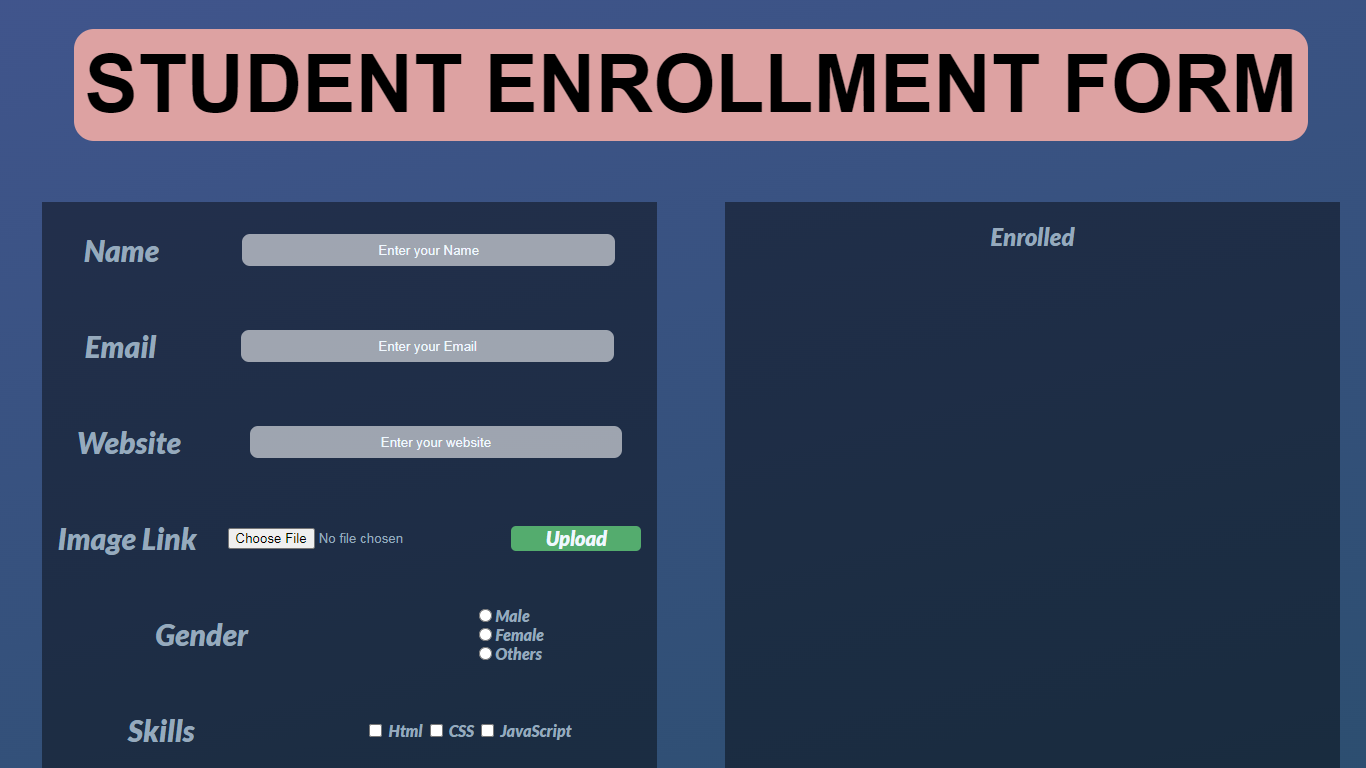 STUDENT ENROLLMENT FORM
Name
Enter your Name
Email
Enter your Email
Website
Enter your website
Image Link
Choose File No file chosen
Upload
Gender
Male
Female
Others
Skills
Html CSS JavaScript
Enrolled